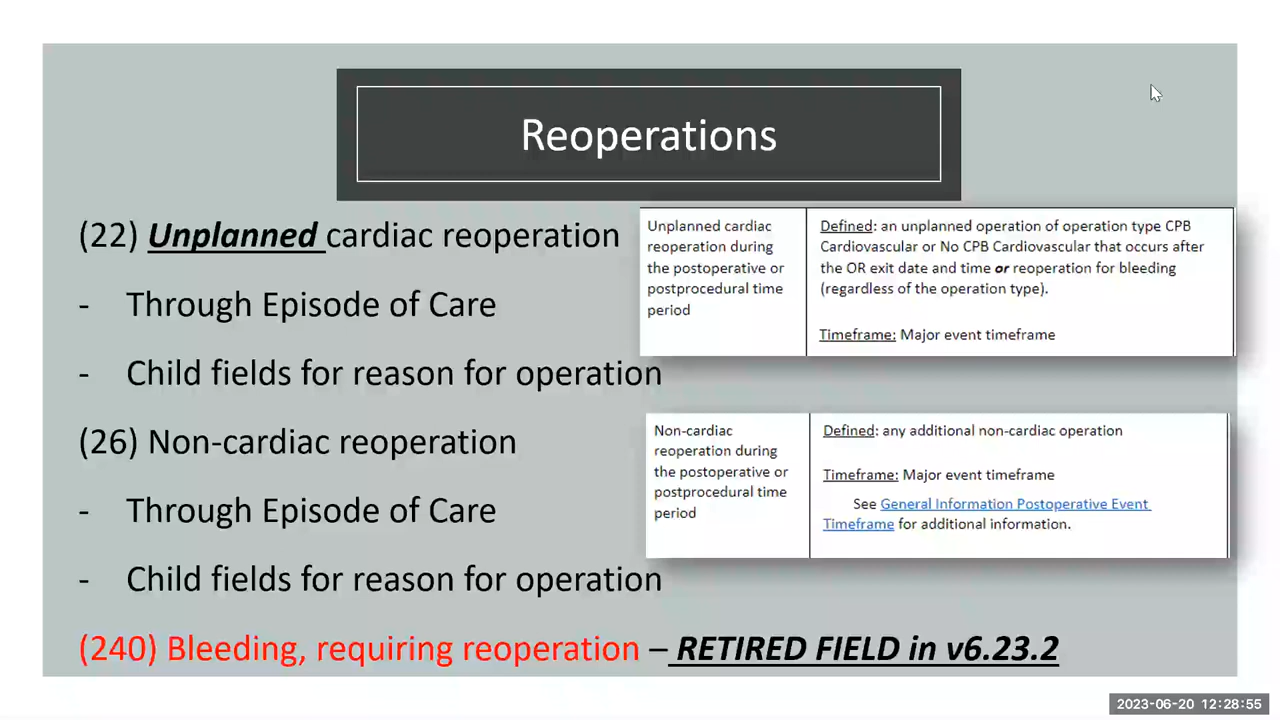 Reoperations
(22) Unplanned cardiac reoperation
- Through Episode of Care
- Child fields for reason for operation
(26) Non-cardiac reoperation
- Through Episode of Care
- Child fields for reason for operation
(240) Bleeding, requiring reoperation – RETIRED FIELD in v6.23.2
Unplanned cardiac
reoperation during
the postoperative or
postprocedural time
period
Defined: an unplanned operation of operation type CPB
Cardiovascular or No CPB Cardiovascular that occurs after
the OR exit date and time or reoperation for bleeding
(regardless of the operation type).
Timeframe: Major event timeframe
Non-cardiac
reoperation during
the postoperative or
postprocedural time
period
Defined: any additional non-cardiac operation
Timeframe: Major event timeframe
See General Information Postoperative Event
Timeframe for additional information.
2023-06-20 12:28:55